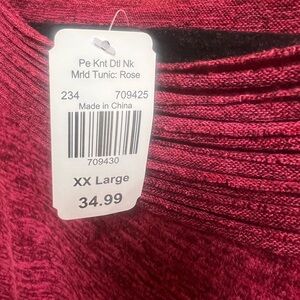 Pe Knt Dtl Nk
Mrld Tunic: Rose
234 709425
Made in China
709430
XX Large
34.99